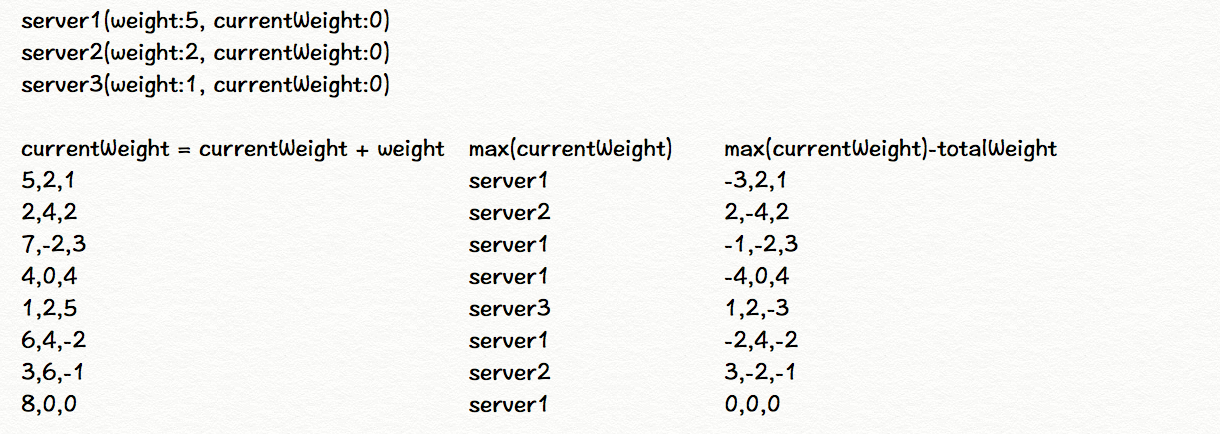 server1(weight:5, currentWeight:0)
server2(weight:2, currentWeight:0)
server3(weight:1, currentWeight:0)
currentWeight = currentWeight + weight max(currentWeight) max(currentWeight)-totalWeight
5,2,1 server1 -3,2,1
2,4,2 server2 2,-4,2
7,-2,3 server1 -1,-2,3
4,0,4 server1 -4,0,4
1,2,5 server3 1,2,-3
6,4,-2 server1 -2,4,-2
3,6,-1 server2 3,-2,-1
8,0,0 server1 0,0,0